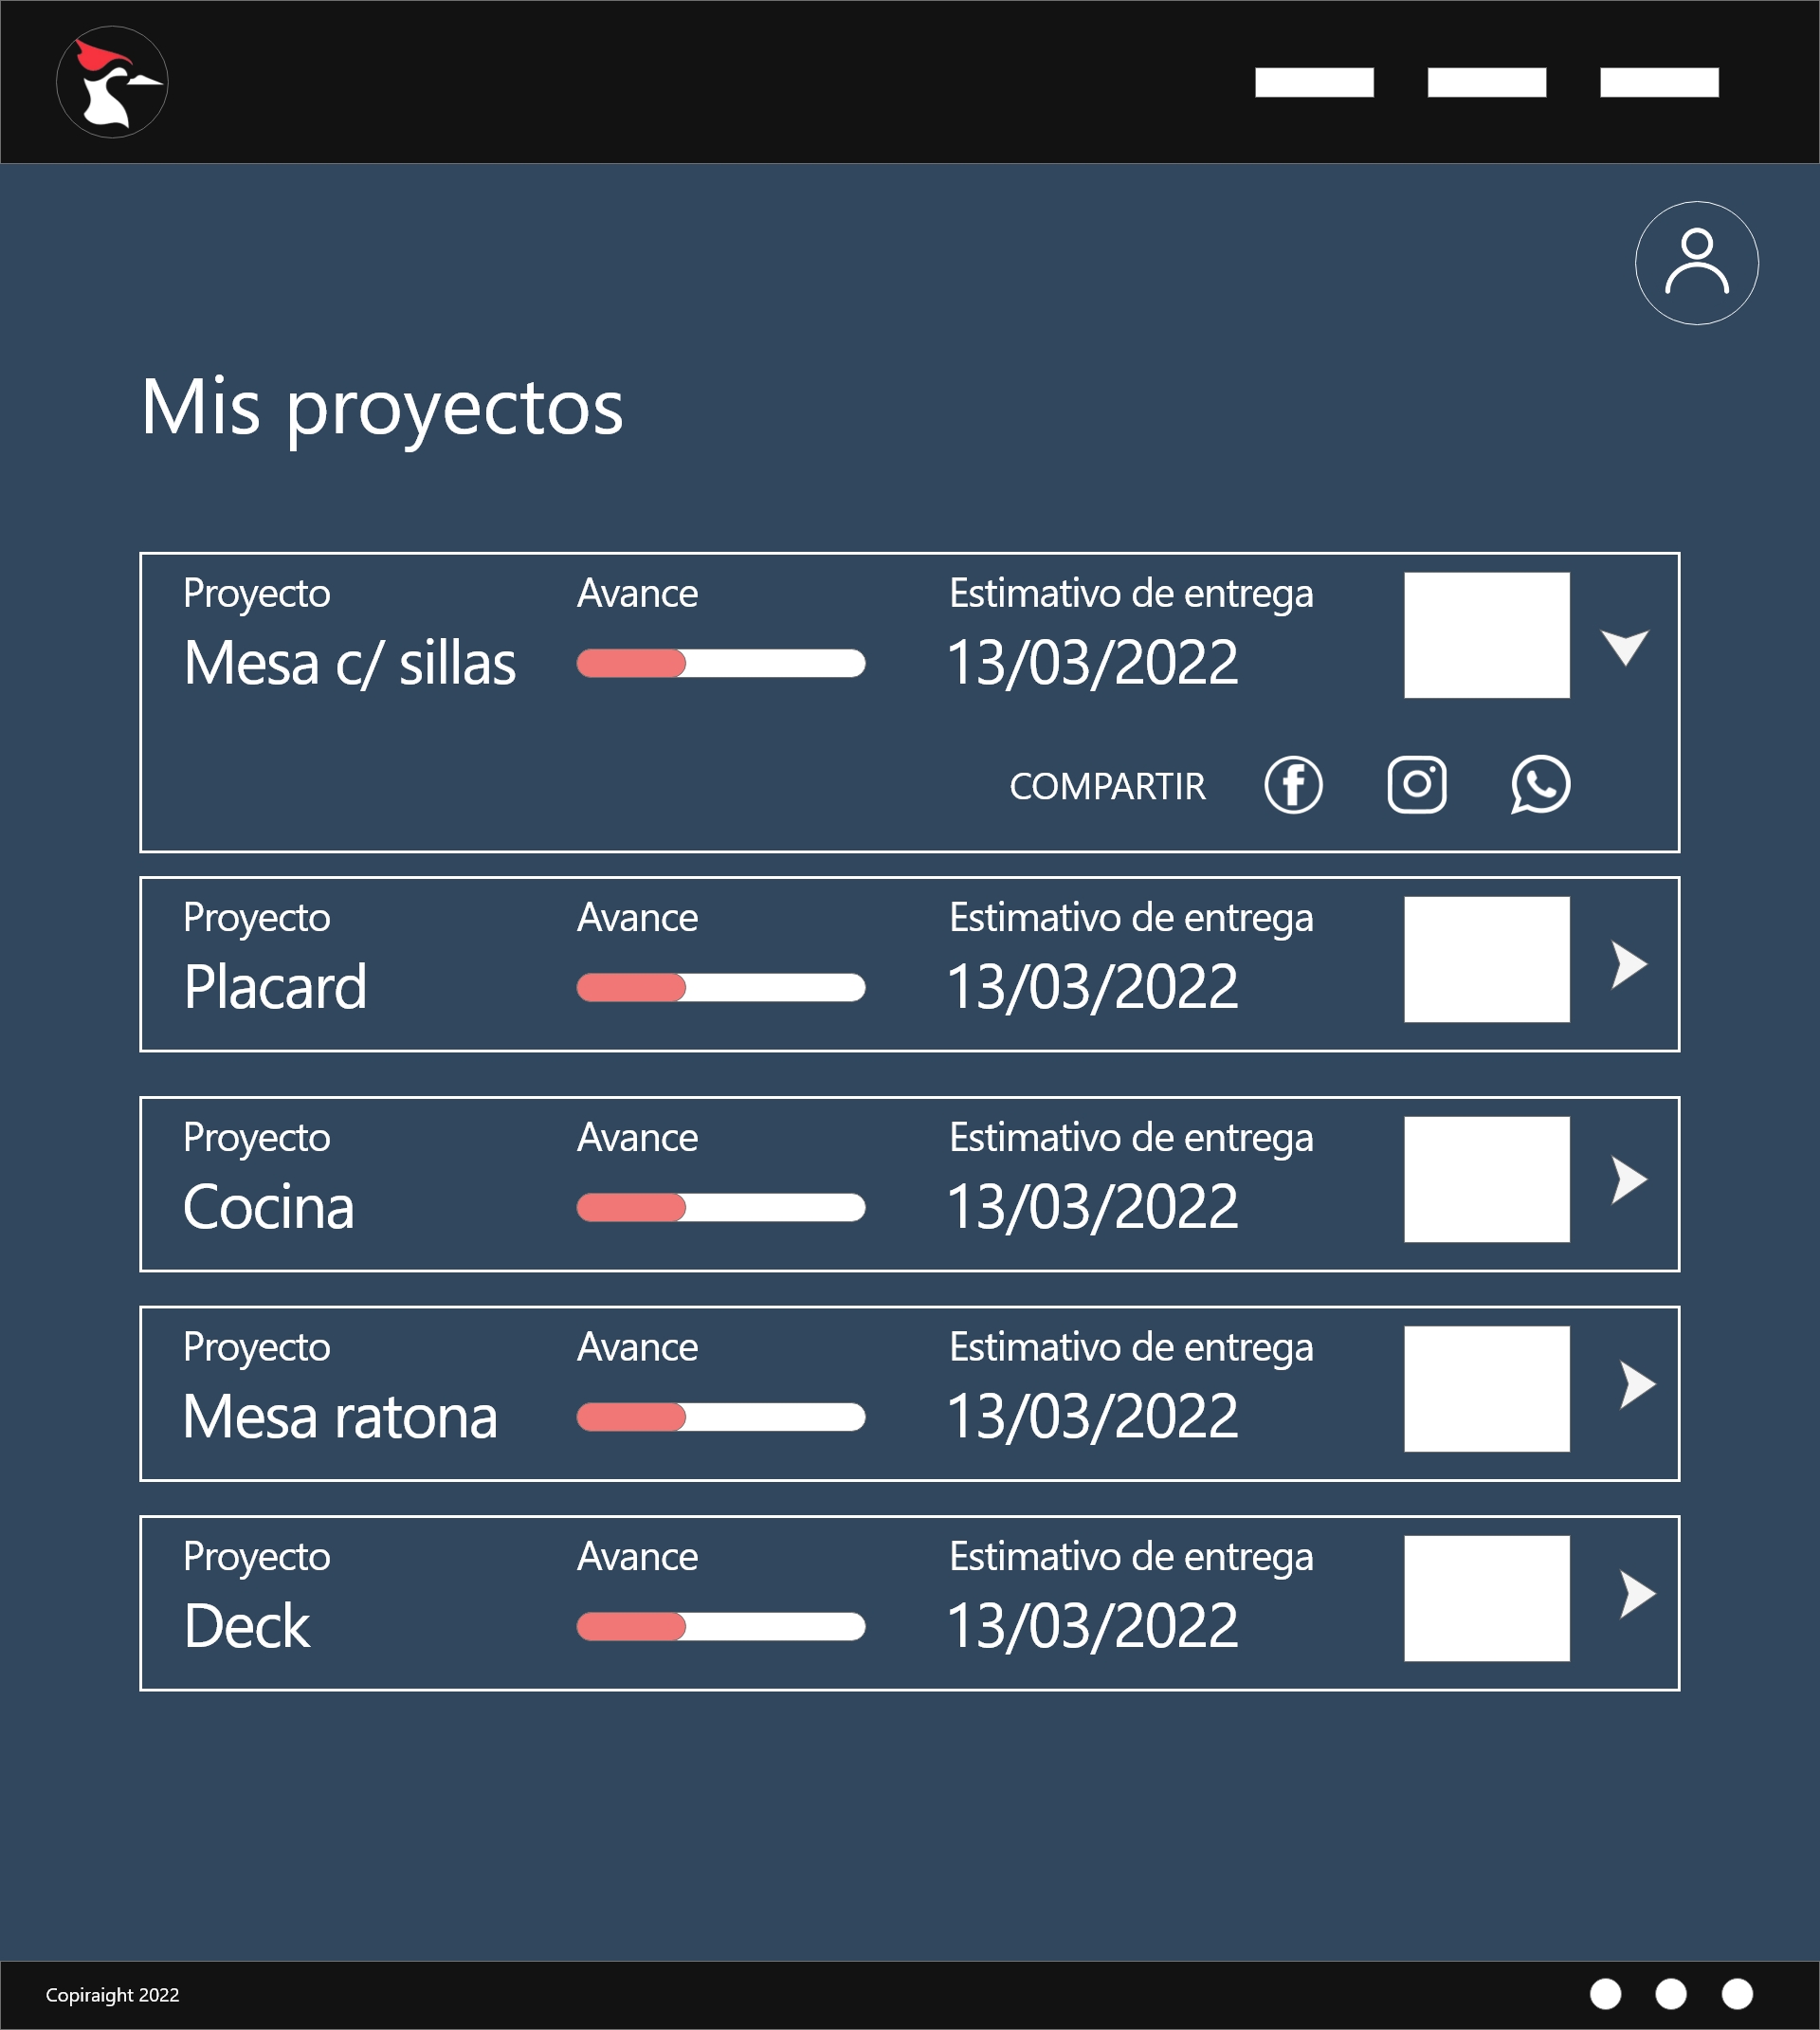 Mis proyectos
Proyecto Avance Estimativo de entrega
Mesa c/ sillas 13/03/2022
COMPARTIR
Proyecto Avance Estimativo de entrega
Placard 13/03/2022
Proyecto Avance Estimativo de entrega
Cocina 13/03/2022
Proyecto Avance Estimativo de entrega
Mesa ratona 13/03/2022
Proyecto Avance Estimativo de entrega
Deck 13/03/2022
Copiraight 2022